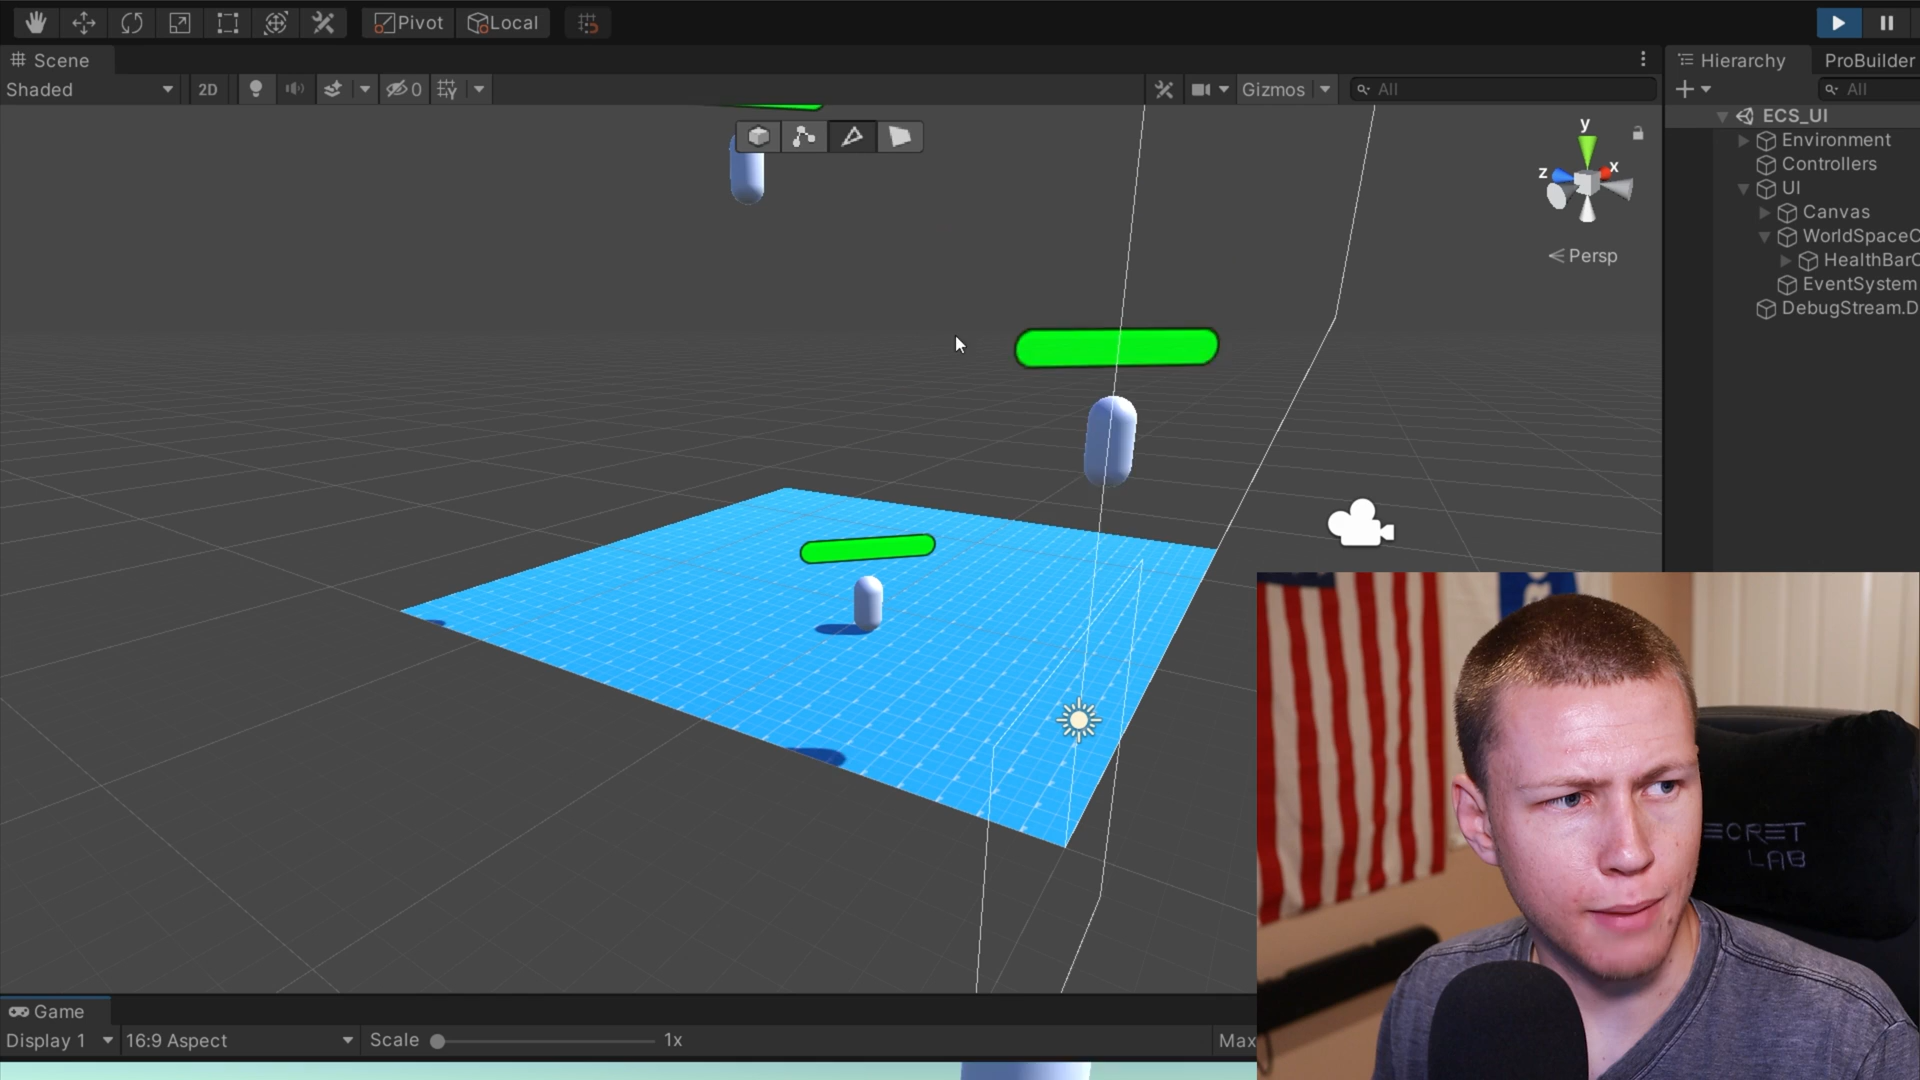 Pivot Local
Scene
Shaded 2D 0 Gizmos All
y
x
z
Persp
Hierarchy ProBuilder
All
ECS_UI
Environment
Controllers
UI
Canvas
WorldSpaceC
HealthBarC
EventSystem
DebugStream.D
ECRET
LAB
Game
Display 1 16:9 Aspect Scale 1x Max